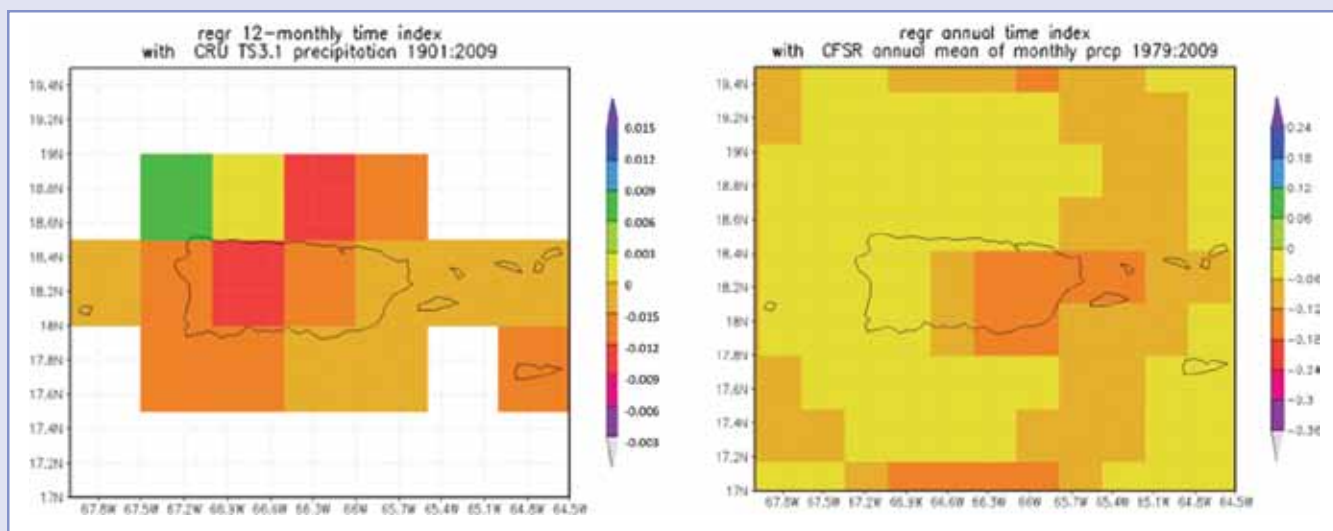 regr 12-monthly time index
with CRU TS3.1 precipitation 1901:2009
19.4N
19.2N
19N
18.8N
18.6N
18.4N
18.2N
18N
17.8N
17.6N
17.4N
17.2N
17N
67.8W 67.5W 67.2W 66.9W 66.6W 66.3W 66W 65.7W 65.4W 65.1W 64.8W 64.5W
0.015
0.012
0.009
0.006
0.003
0
-0.015
-0.012
-0.009
-0.006
-0.003
regr annual time index
with CFSR annual mean of monthly prcp 1979:2009
19.4N
19.2N
19N
18.8N
18.6N
18.4N
18.2N
18N
17.8N
17.6N
17.4N
17.2N
17N
67.8W 67.5W 67.2W 66.9W 66.6W 66.3W 66W 65.7W 65.4W 65.1W 64.8W 64.5W
0.24
0.18
0.12
0.06
0
-0.06
-0.12
-0.18
-0.24
-0.3
-0.36